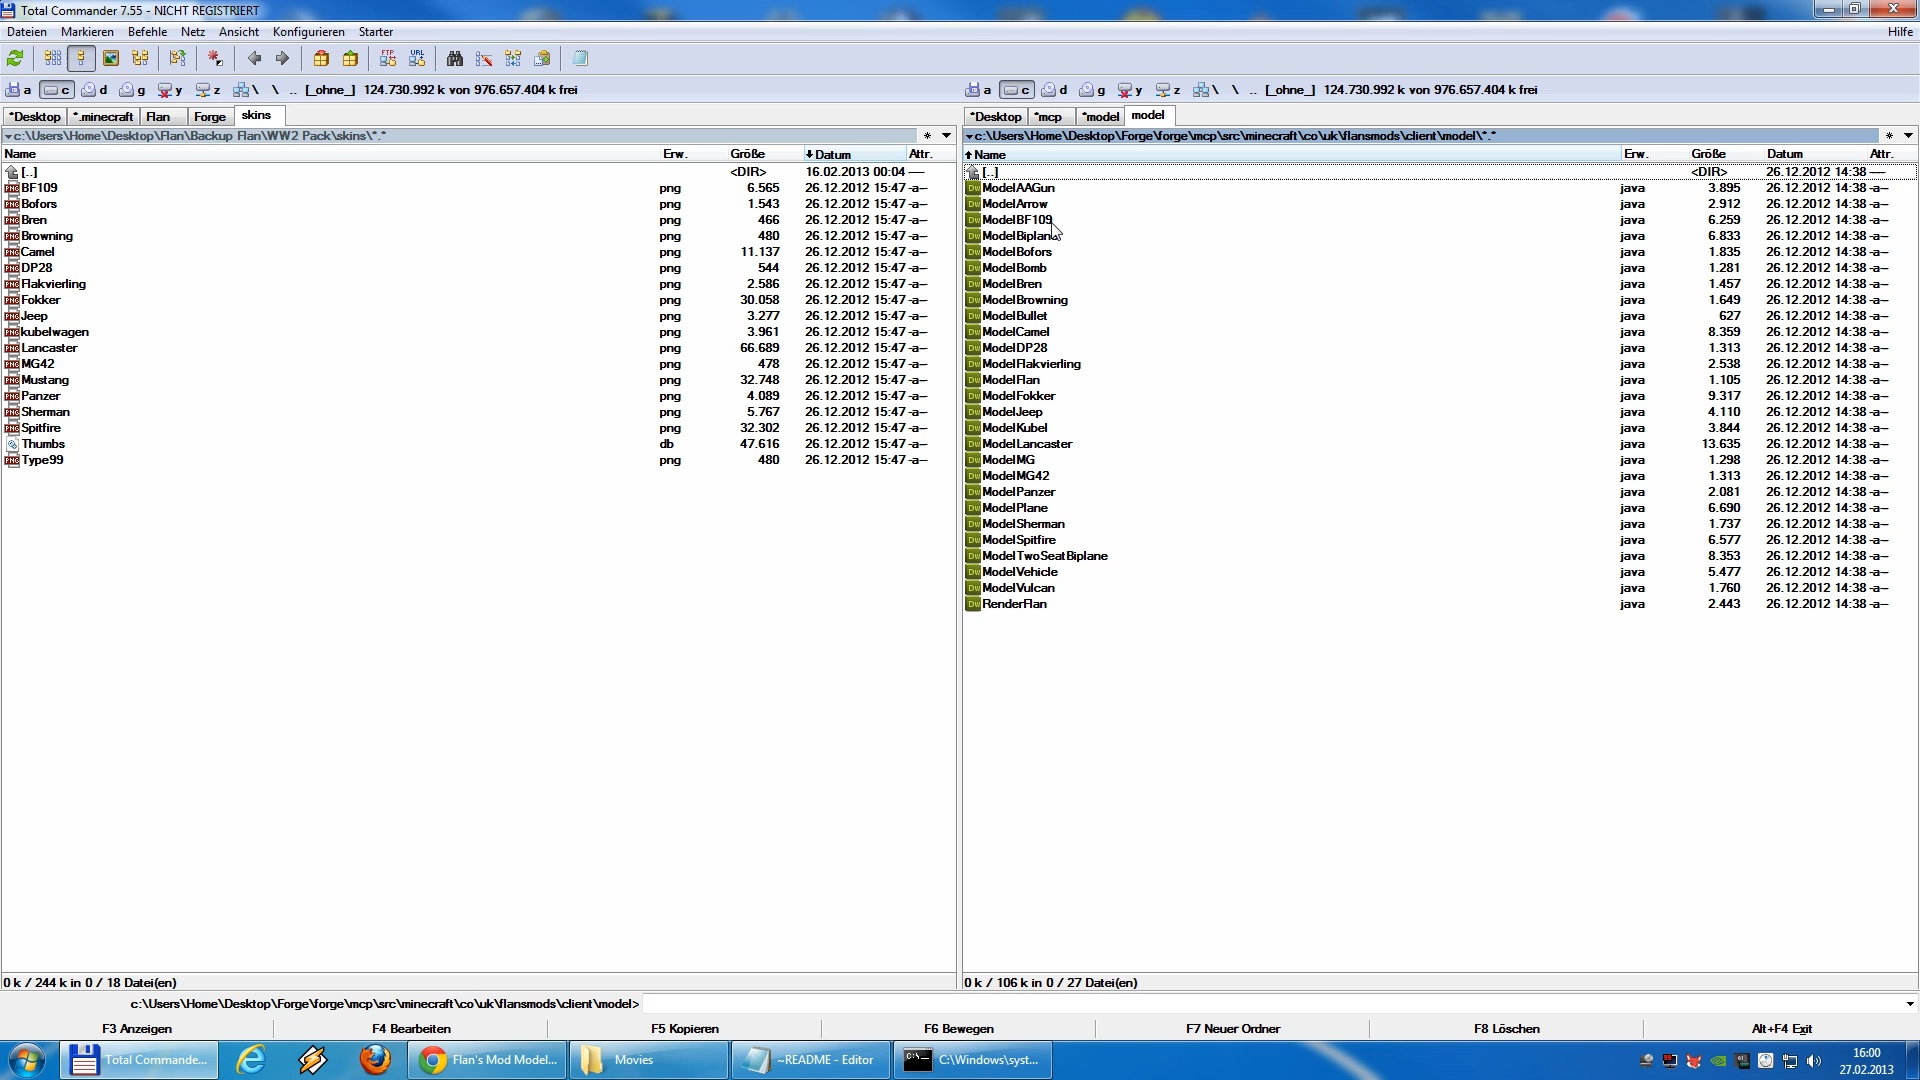 Total Commander 7.55 - NICHT REGISTRIERT
Dateien Markieren Befehle Netz Ansicht Konfigurieren Starter Hilfe
FTP URL
a c d g y z \ \ .. [_ohne_] 124.730.992 k von 976.657.404 k frei
a c d g y z \ \ .. [_ohne_] 124.730.992 k von 976.657.404 k frei
*Desktop *.minecraft Flan Forge skins
*Desktop *mcp *model model
c:\Users\Home\Desktop\Flan\Backup Flan\WW2 Pack\skins\*.* * 
c:\Users\Home\Desktop\Forge\forge\mcp\src\minecraft\co\uk\flansmods\client\model\*.* *
Name Erw. Größe Datum Attr.
[..] <DIR> 16.02.2013 00:04 ----
BF109 png 6.565 26.12.2012 15:47 -a--
Bofors png 1.543 26.12.2012 15:47 -a--
Bren png 466 26.12.2012 15:47 -a--
Browning png 480 26.12.2012 15:47 -a--
Camel png 11.137 26.12.2012 15:47 -a--
DP28 png 544 26.12.2012 15:47 -a--
Flakvierling png 2.586 26.12.2012 15:47 -a--
Fokker png 30.058 26.12.2012 15:47 -a--
Jeep png 3.277 26.12.2012 15:47 -a--
kubelwagen png 3.961 26.12.2012 15:47 -a--
Lancaster png 66.689 26.12.2012 15:47 -a--
MG42 png 478 26.12.2012 15:47 -a--
Mustang png 32.748 26.12.2012 15:47 -a--
Panzer png 4.089 26.12.2012 15:47 -a--
Sherman png 5.767 26.12.2012 15:47 -a--
Spitfire png 32.302 26.12.2012 15:47 -a--
Thumbs db 47.616 26.12.2012 15:47 -a--
Type99 png 480 26.12.2012 15:47 -a--
Name Erw. Größe Datum Attr.
[..] <DIR> 26.12.2012 14:38 ----
ModelAAGun java 3.895 26.12.2012 14:38 -a--
ModelArrow java 2.912 26.12.2012 14:38 -a--
ModelBF109 java 6.259 26.12.2012 14:38 -a--
ModelBiplane java 6.833 26.12.2012 14:38 -a--
ModelBofors java 1.835 26.12.2012 14:38 -a--
ModelBomb java 1.281 26.12.2012 14:38 -a--
ModelBren java 1.457 26.12.2012 14:38 -a--
ModelBrowning java 1.649 26.12.2012 14:38 -a--
ModelBullet java 627 26.12.2012 14:38 -a--
ModelCamel java 8.359 26.12.2012 14:38 -a--
ModelDP28 java 1.313 26.12.2012 14:38 -a--
ModelFlakvierling java 2.538 26.12.2012 14:38 -a--
ModelFlan java 1.105 26.12.2012 14:38 -a--
ModelFokker java 9.317 26.12.2012 14:38 -a--
ModelJeep java 4.110 26.12.2012 14:38 -a--
ModelKubel java 3.844 26.12.2012 14:38 -a--
ModelLancaster java 13.635 26.12.2012 14:38 -a--
ModelMG java 1.298 26.12.2012 14:38 -a--
ModelMG42 java 1.313 26.12.2012 14:38 -a--
ModelPanzer java 2.081 26.12.2012 14:38 -a--
ModelPlane java 6.690 26.12.2012 14:38 -a--
ModelSherman java 1.737 26.12.2012 14:38 -a--
ModelSpitfire java 6.577 26.12.2012 14:38 -a--
ModelTwoSeatBiplane java 8.353 26.12.2012 14:38 -a--
ModelVehicle java 5.477 26.12.2012 14:38 -a--
ModelVulcan java 1.760 26.12.2012 14:38 -a--
RenderFlan java 2.443 26.12.2012 14:38 -a--
0 k / 244 k in 0 / 18 Datei(en)
0 k / 106 k in 0 / 27 Datei(en)
c:\Users\Home\Desktop\Forge\forge\mcp\src\minecraft\co\uk\flansmods\client\model>
F3 Anzeigen F4 Bearbeiten F5 Kopieren F6 Bewegen F7 Neuer Ordner F8 Löschen Alt+F4 Exit
Total Commande... Flan's Mod Model... Movies ~README - Editor C:\Windows\syst... 16:00
27.02.2013